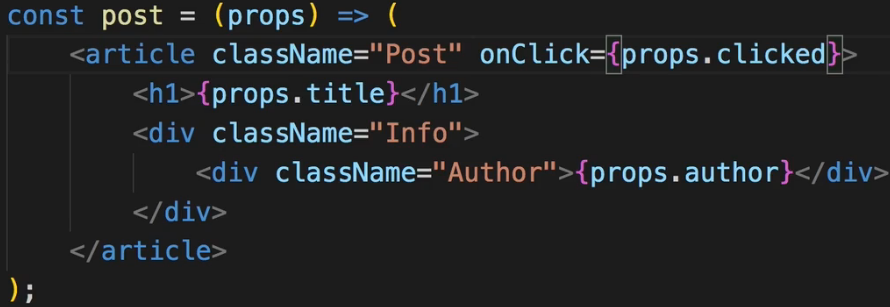 const post = (props) => (
    <article className="Post" onClick={props.clicked}>
        <h1>{props.title}</h1>
        <div className="Info">
            <div className="Author">{props.author}</div>
        </div>
    </article>
);